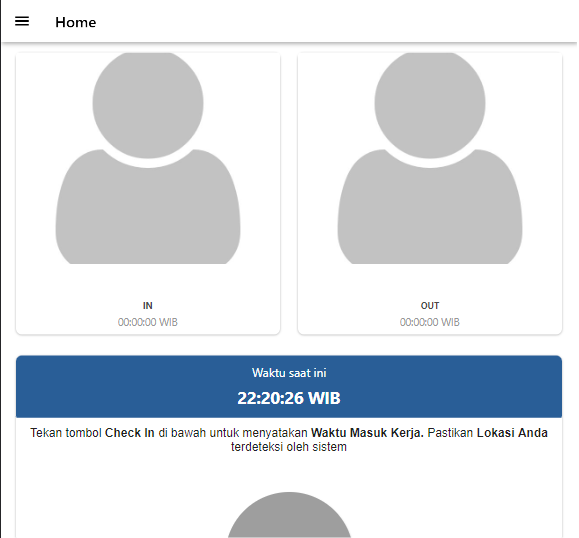 Home
IN
00:00:00 WIB
OUT
00:00:00 WIB
Waktu saat ini
22:20:26 WIB
Tekan tombol Check In di bawah untuk menyatakan Waktu Masuk Kerja. Pastikan Lokasi Anda
terdeteksi oleh sistem